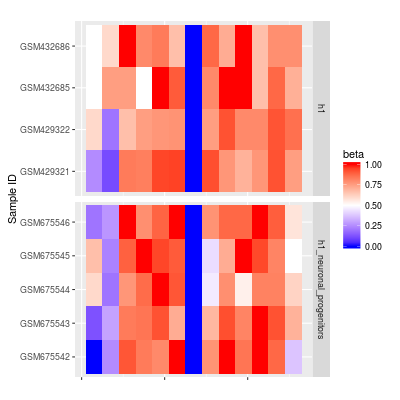 Sample ID
GSM432686
GSM432685
GSM429322
GSM429321
h1
GSM675546
GSM675545
GSM675544
GSM675543
GSM675542
h1_neuronal_progenitors
beta
1.00
0.75
0.50
0.25
0.00